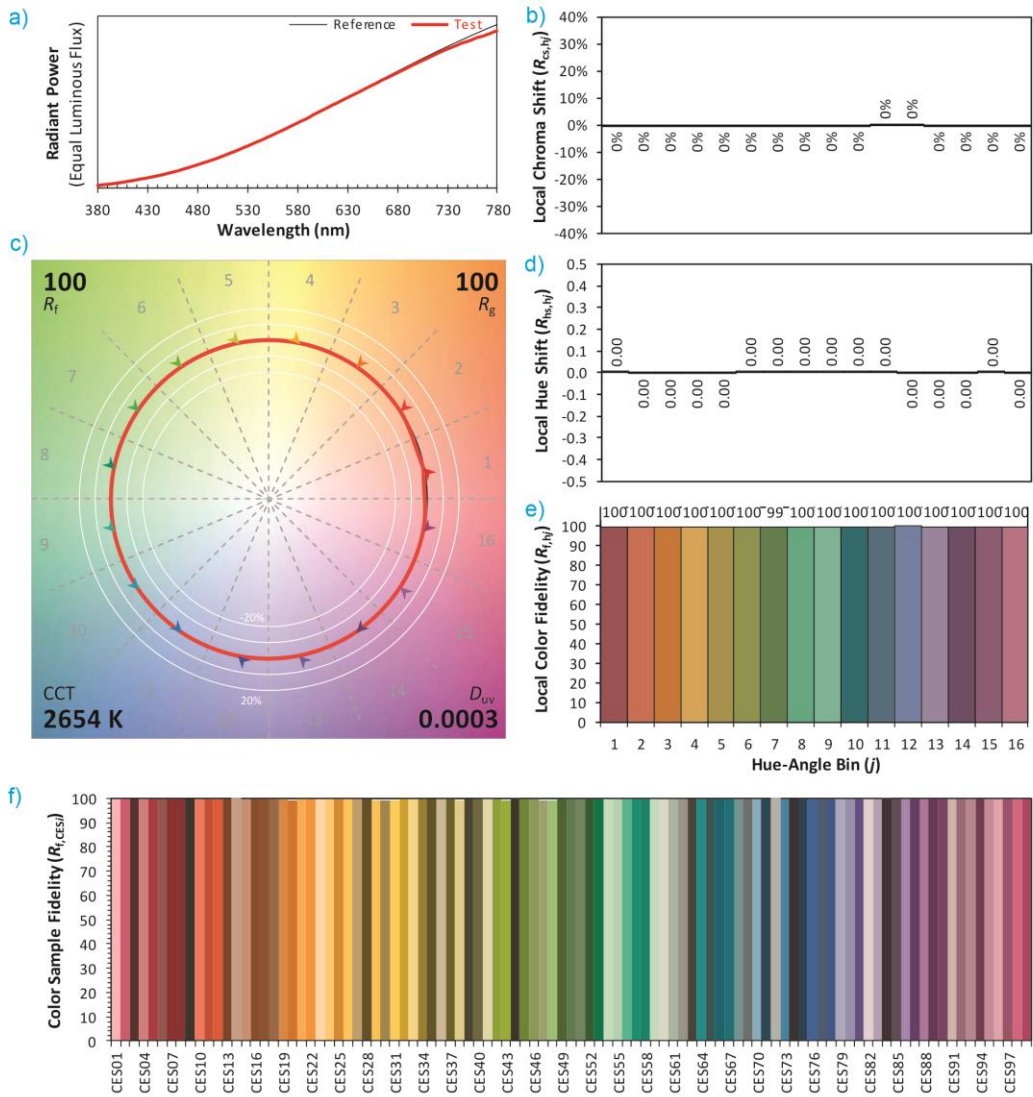 a)
Reference Test
Radiant Power
(Equal Luminous Flux)
380 430 480 530 580 630 680 730 780
Wavelength (nm)
b)
Local Chroma Shift (Rcs,hj)
40%
30%
20%
10%
0%
-10%
-20%
-30%
-40%
0% 0% 0% 0% 0% 0% 0% 0% 0% 0% 0% 0% 0% 0% 0% 0%
c)
100
Rf
100
Rg
5 4
6 3
7 2
8 1
9 16
10 15
14
-20%
20%
CCT
2654 K
Duv
0.0003
d)
Local Hue Shift (Rhs,hj)
0.5
0.4
0.3
0.2
0.1
0.0
-0.1
-0.2
-0.3
-0.4
-0.5
0.00 0.00 0.00 0.00 0.00 0.00 0.00 0.00 0.00 0.00 0.00 0.00 0.00 0.00 0.00 0.00
e)
Local Color Fidelity (Rf,hj)
100 100 100 100 100 100 99 100 100 100 100 100 100 100 100 100
100
90
80
70
60
50
40
30
20
10
0
1 2 3 4 5 6 7 8 9 10 11 12 13 14 15 16
Hue-Angle Bin (j)
f)
Color Sample Fidelity (Rf,CESi)
100
90
80
70
60
50
40
30
20
10
0
CES01 CES04 CES07 CES10 CES13 CES16 CES19 CES22 CES25 CES28 CES31 CES34 CES37 CES40 CES43 CES46 CES49 CES52 CES55 CES58 CES61 CES64 CES67 CES70 CES73 CES76 CES79 CES82 CES85 CES88 CES91 CES94 CES97